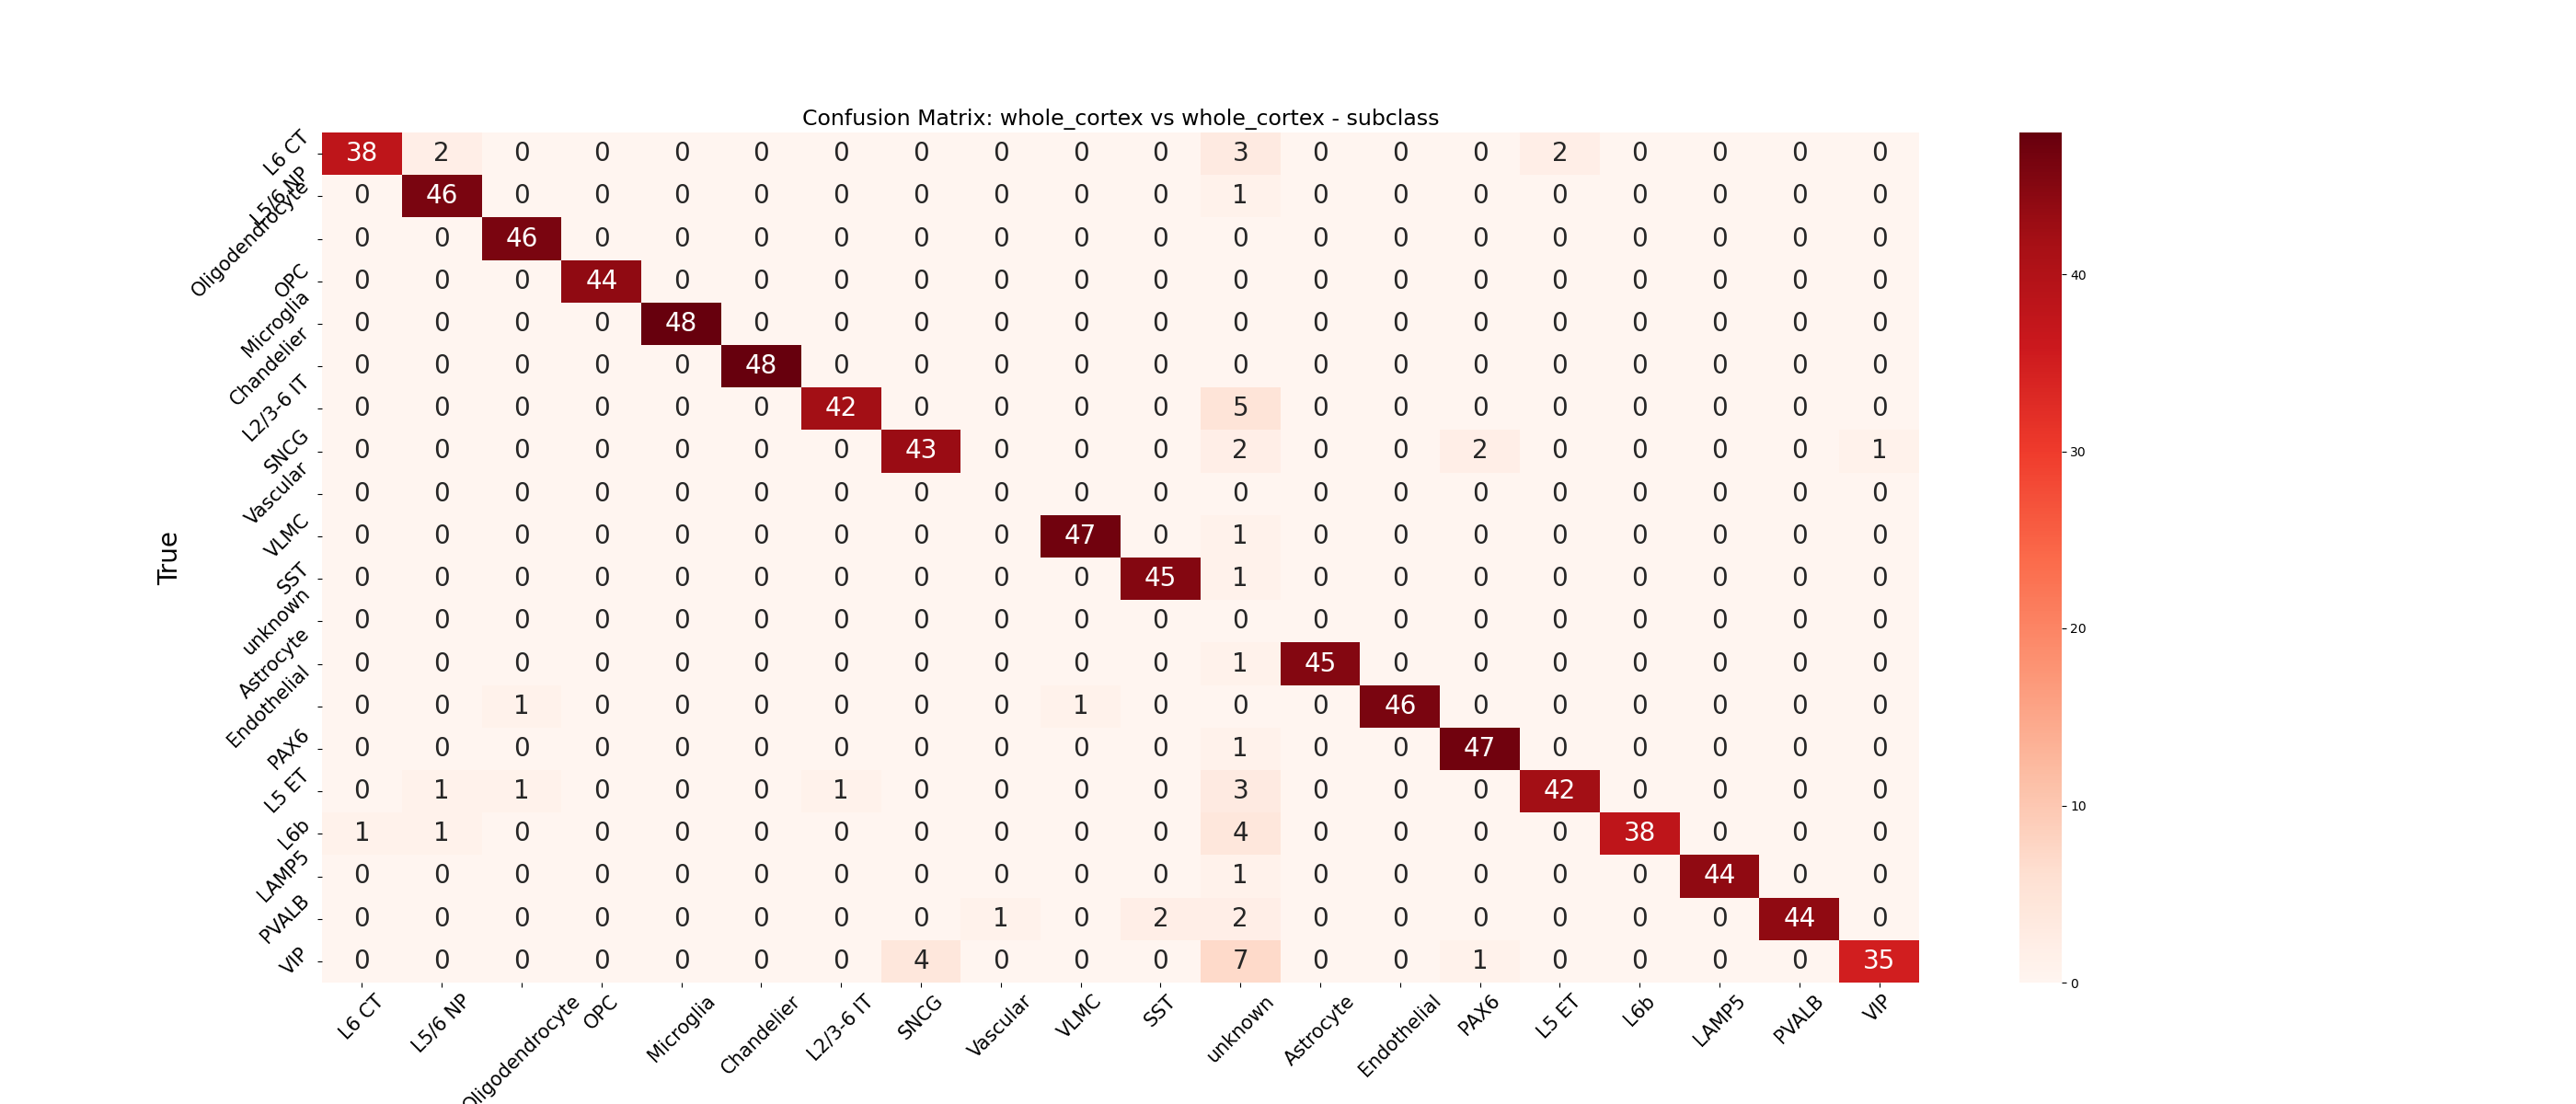 Confusion Matrix: whole_cortex vs whole_cortex - subclass
True
L6 CT 38 2 0 0 0 0 0 0 0 0 0 3 0 0 0 2 0 0 0 0
L5/6 NP 0 46 0 0 0 0 0 0 0 0 0 1 0 0 0 0 0 0 0 0
Oligodendrocyte 0 0 46 0 0 0 0 0 0 0 0 0 0 0 0 0 0 0 0 0
OPC 0 0 0 44 0 0 0 0 0 0 0 0 0 0 0 0 0 0 0 0
Microglia 0 0 0 0 48 0 0 0 0 0 0 0 0 0 0 0 0 0 0 0
Chandelier 0 0 0 0 0 48 0 0 0 0 0 0 0 0 0 0 0 0 0 0
L2/3-6 IT 0 0 0 0 0 0 42 0 0 0 0 5 0 0 0 0 0 0 0 0
SNCG 0 0 0 0 0 0 0 43 0 0 0 2 0 0 2 0 0 0 0 1
Vascular 0 0 0 0 0 0 0 0 0 0 0 0 0 0 0 0 0 0 0 0
VLMC 0 0 0 0 0 0 0 0 0 47 0 1 0 0 0 0 0 0 0 0
SST 0 0 0 0 0 0 0 0 0 0 45 1 0 0 0 0 0 0 0 0
unknown 0 0 0 0 0 0 0 0 0 0 0 0 0 0 0 0 0 0 0 0
Astrocyte 0 0 0 0 0 0 0 0 0 0 0 1 45 0 0 0 0 0 0 0
Endothelial 0 0 1 0 0 0 0 0 0 1 0 0 0 46 0 0 0 0 0 0
PAX6 0 0 0 0 0 0 0 0 0 0 0 1 0 0 47 0 0 0 0 0
L5 ET 0 1 1 0 0 0 1 0 0 0 0 3 0 0 0 42 0 0 0 0
L6b 1 1 0 0 0 0 0 0 0 0 0 4 0 0 0 0 38 0 0 0
LAMP5 0 0 0 0 0 0 0 0 0 0 0 1 0 0 0 0 0 44 0 0
PVALB 0 0 0 0 0 0 0 0 1 0 2 2 0 0 0 0 0 0 44 0
VIP 0 0 0 0 0 0 0 4 0 0 0 7 0 0 1 0 0 0 0 35
L6 CT L5/6 NP Oligodendrocyte OPC Microglia Chandelier L2/3-6 IT SNCG Vascular VLMC SST unknown Astrocyte Endothelial PAX6 L5 ET L6b LAMP5 PVALB VIP
40
30
20
10
0